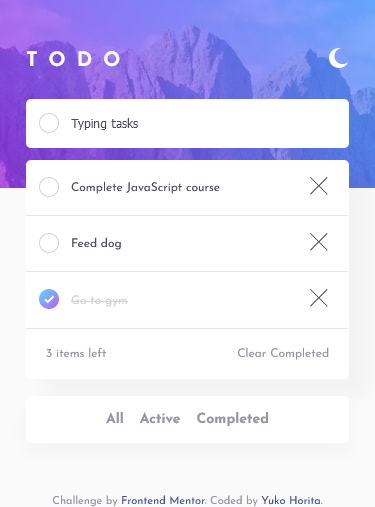 TODO
Typing tasks
Complete JavaScript course
Feed dog
Go to gym
3 items left Clear Completed
All Active Completed
Challenge by Frontend Mentor. Coded by Yuko Horita.